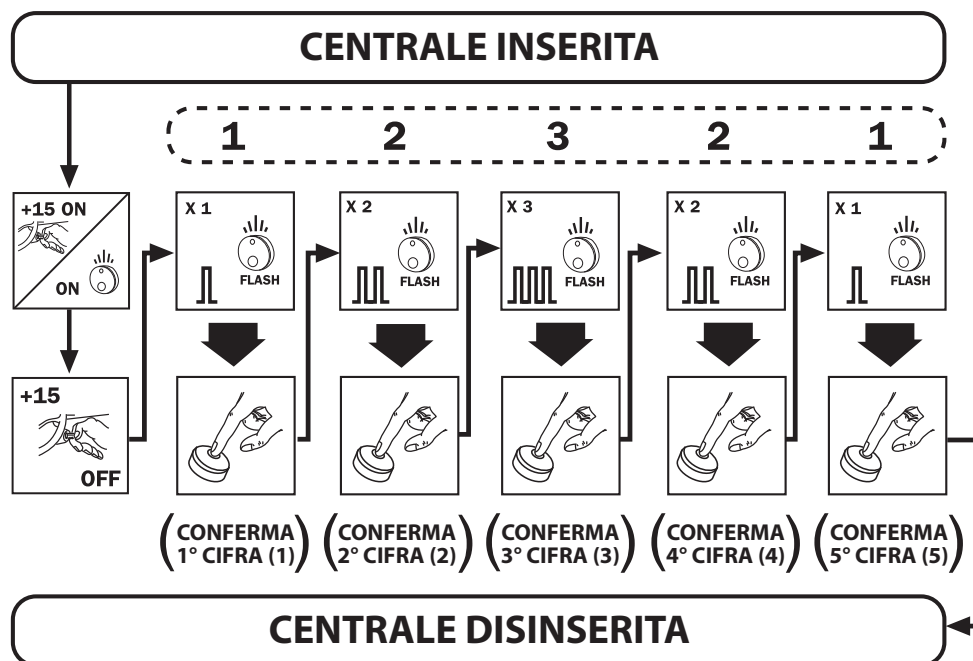 CENTRALE INSERITA
1 2 3 2 1
+15 ON
ON
X 1
FLASH
X 2
FLASH
X 3
FLASH
X 2
FLASH
X 1
FLASH
+15
OFF
(CONFERMA
1° CIFRA (1))
(CONFERMA
2° CIFRA (2))
(CONFERMA
3° CIFRA (3))
(CONFERMA
4° CIFRA (4))
(CONFERMA
5° CIFRA (5))
CENTRALE DISINSERITA